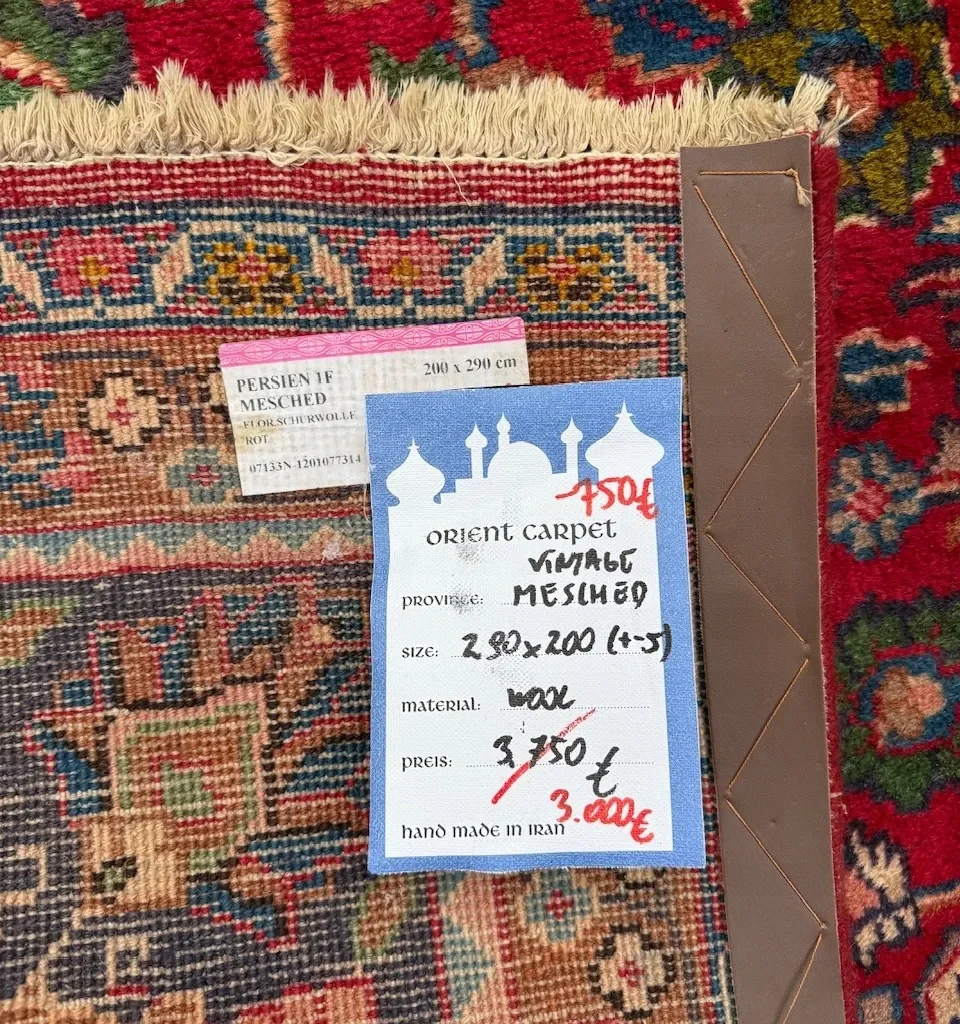 PERSIEN 1F
200 x 290 cm
MESCHED
FLOR.SCHURWOLLE
ROT
07133N-1201077314
-750€
ORIENT CARPET
VINTAGE
PROVINCE: MESCHED
SIZE: 290x200 (+-5)
MATERIAL: WOOL
PREIS: 3,750 €
3.000€
HAND MADE IN IRAN